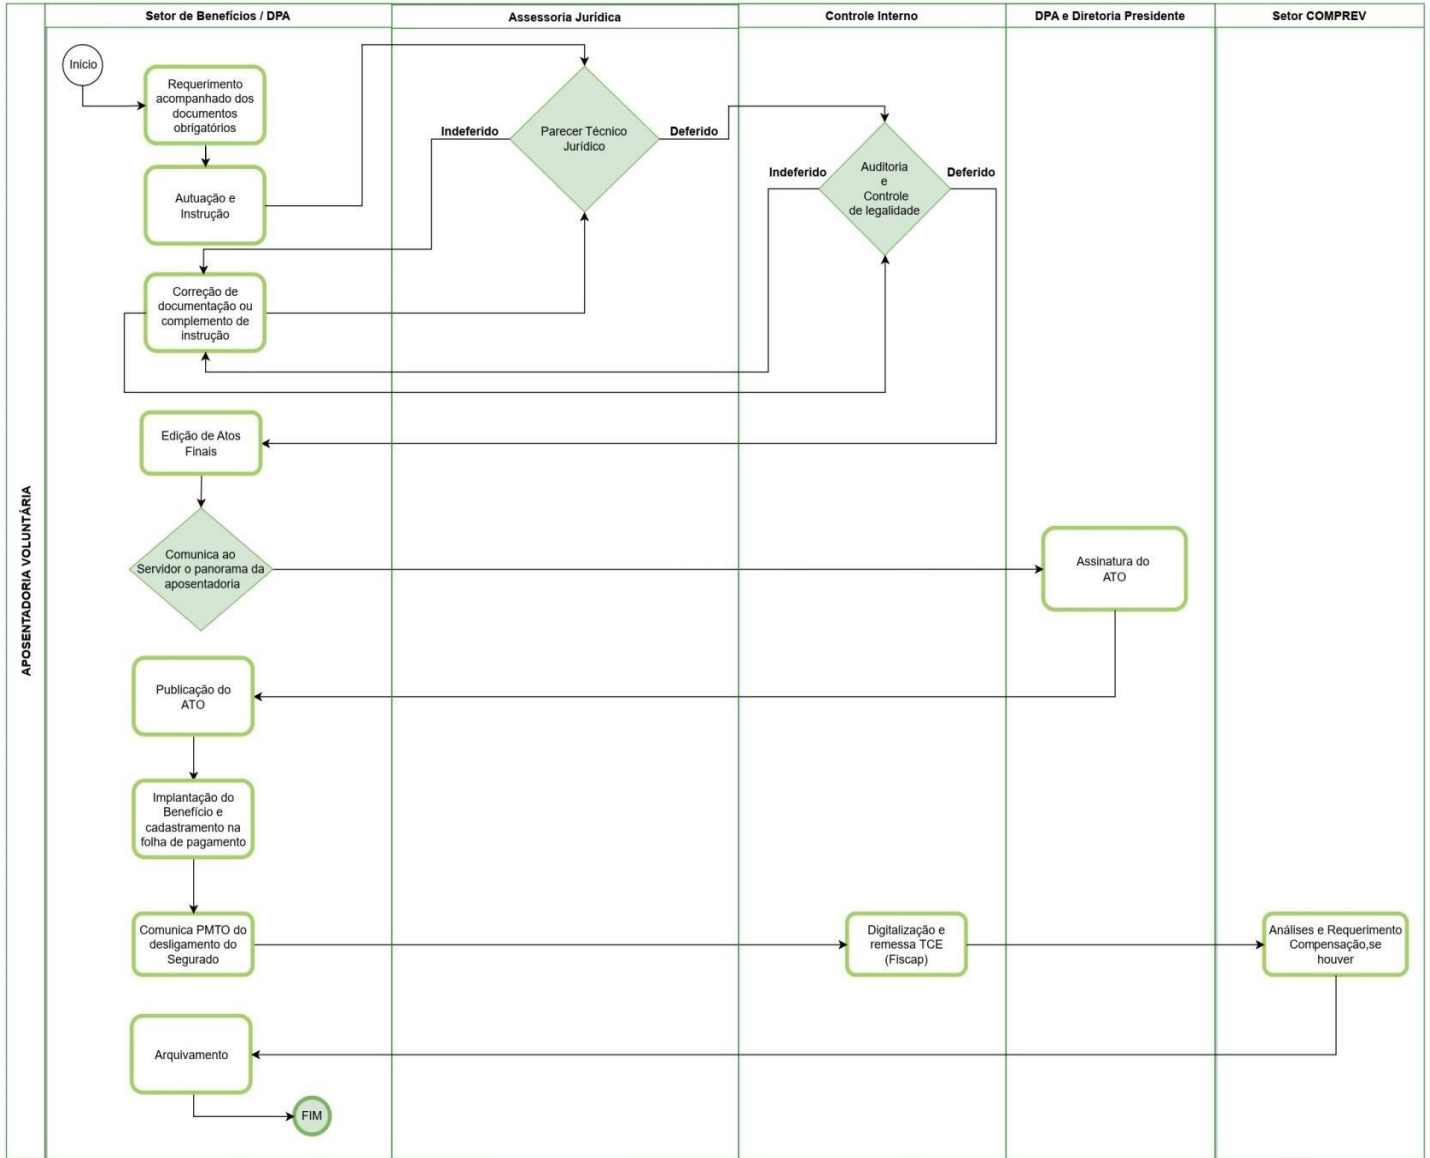 Setor de Benefícios / DPA
Assessoria Jurídica
Controle Interno
DPA e Diretoria Presidente
Setor COMPREV
APOSENTADORIA VOLUNTÁRIA
Inicio
Requerimento
acompanhado dos
documentos
obrigatórios
Autuação e
Instrução
Indeferido
Parecer Técnico
Jurídico
Deferido
Indeferido
Auditoria
e
Controle
de legalidade
Deferido
Correção de
documentação ou
complemento de
instrução
Edição de Atos
Finais
Comunica ao
Servidor o panorama da
aposentadoria
Assinatura do
ATO
Publicação do
ATO
Implantação do
Benefício e
cadastramento na
folha de pagamento
Comunica PMTO do
desligamento do
Segurado
Digitalização e
remessa TCE
(Fiscap)
Análises e Requerimento
Compensação,se
houver
Arquivamento
FIM